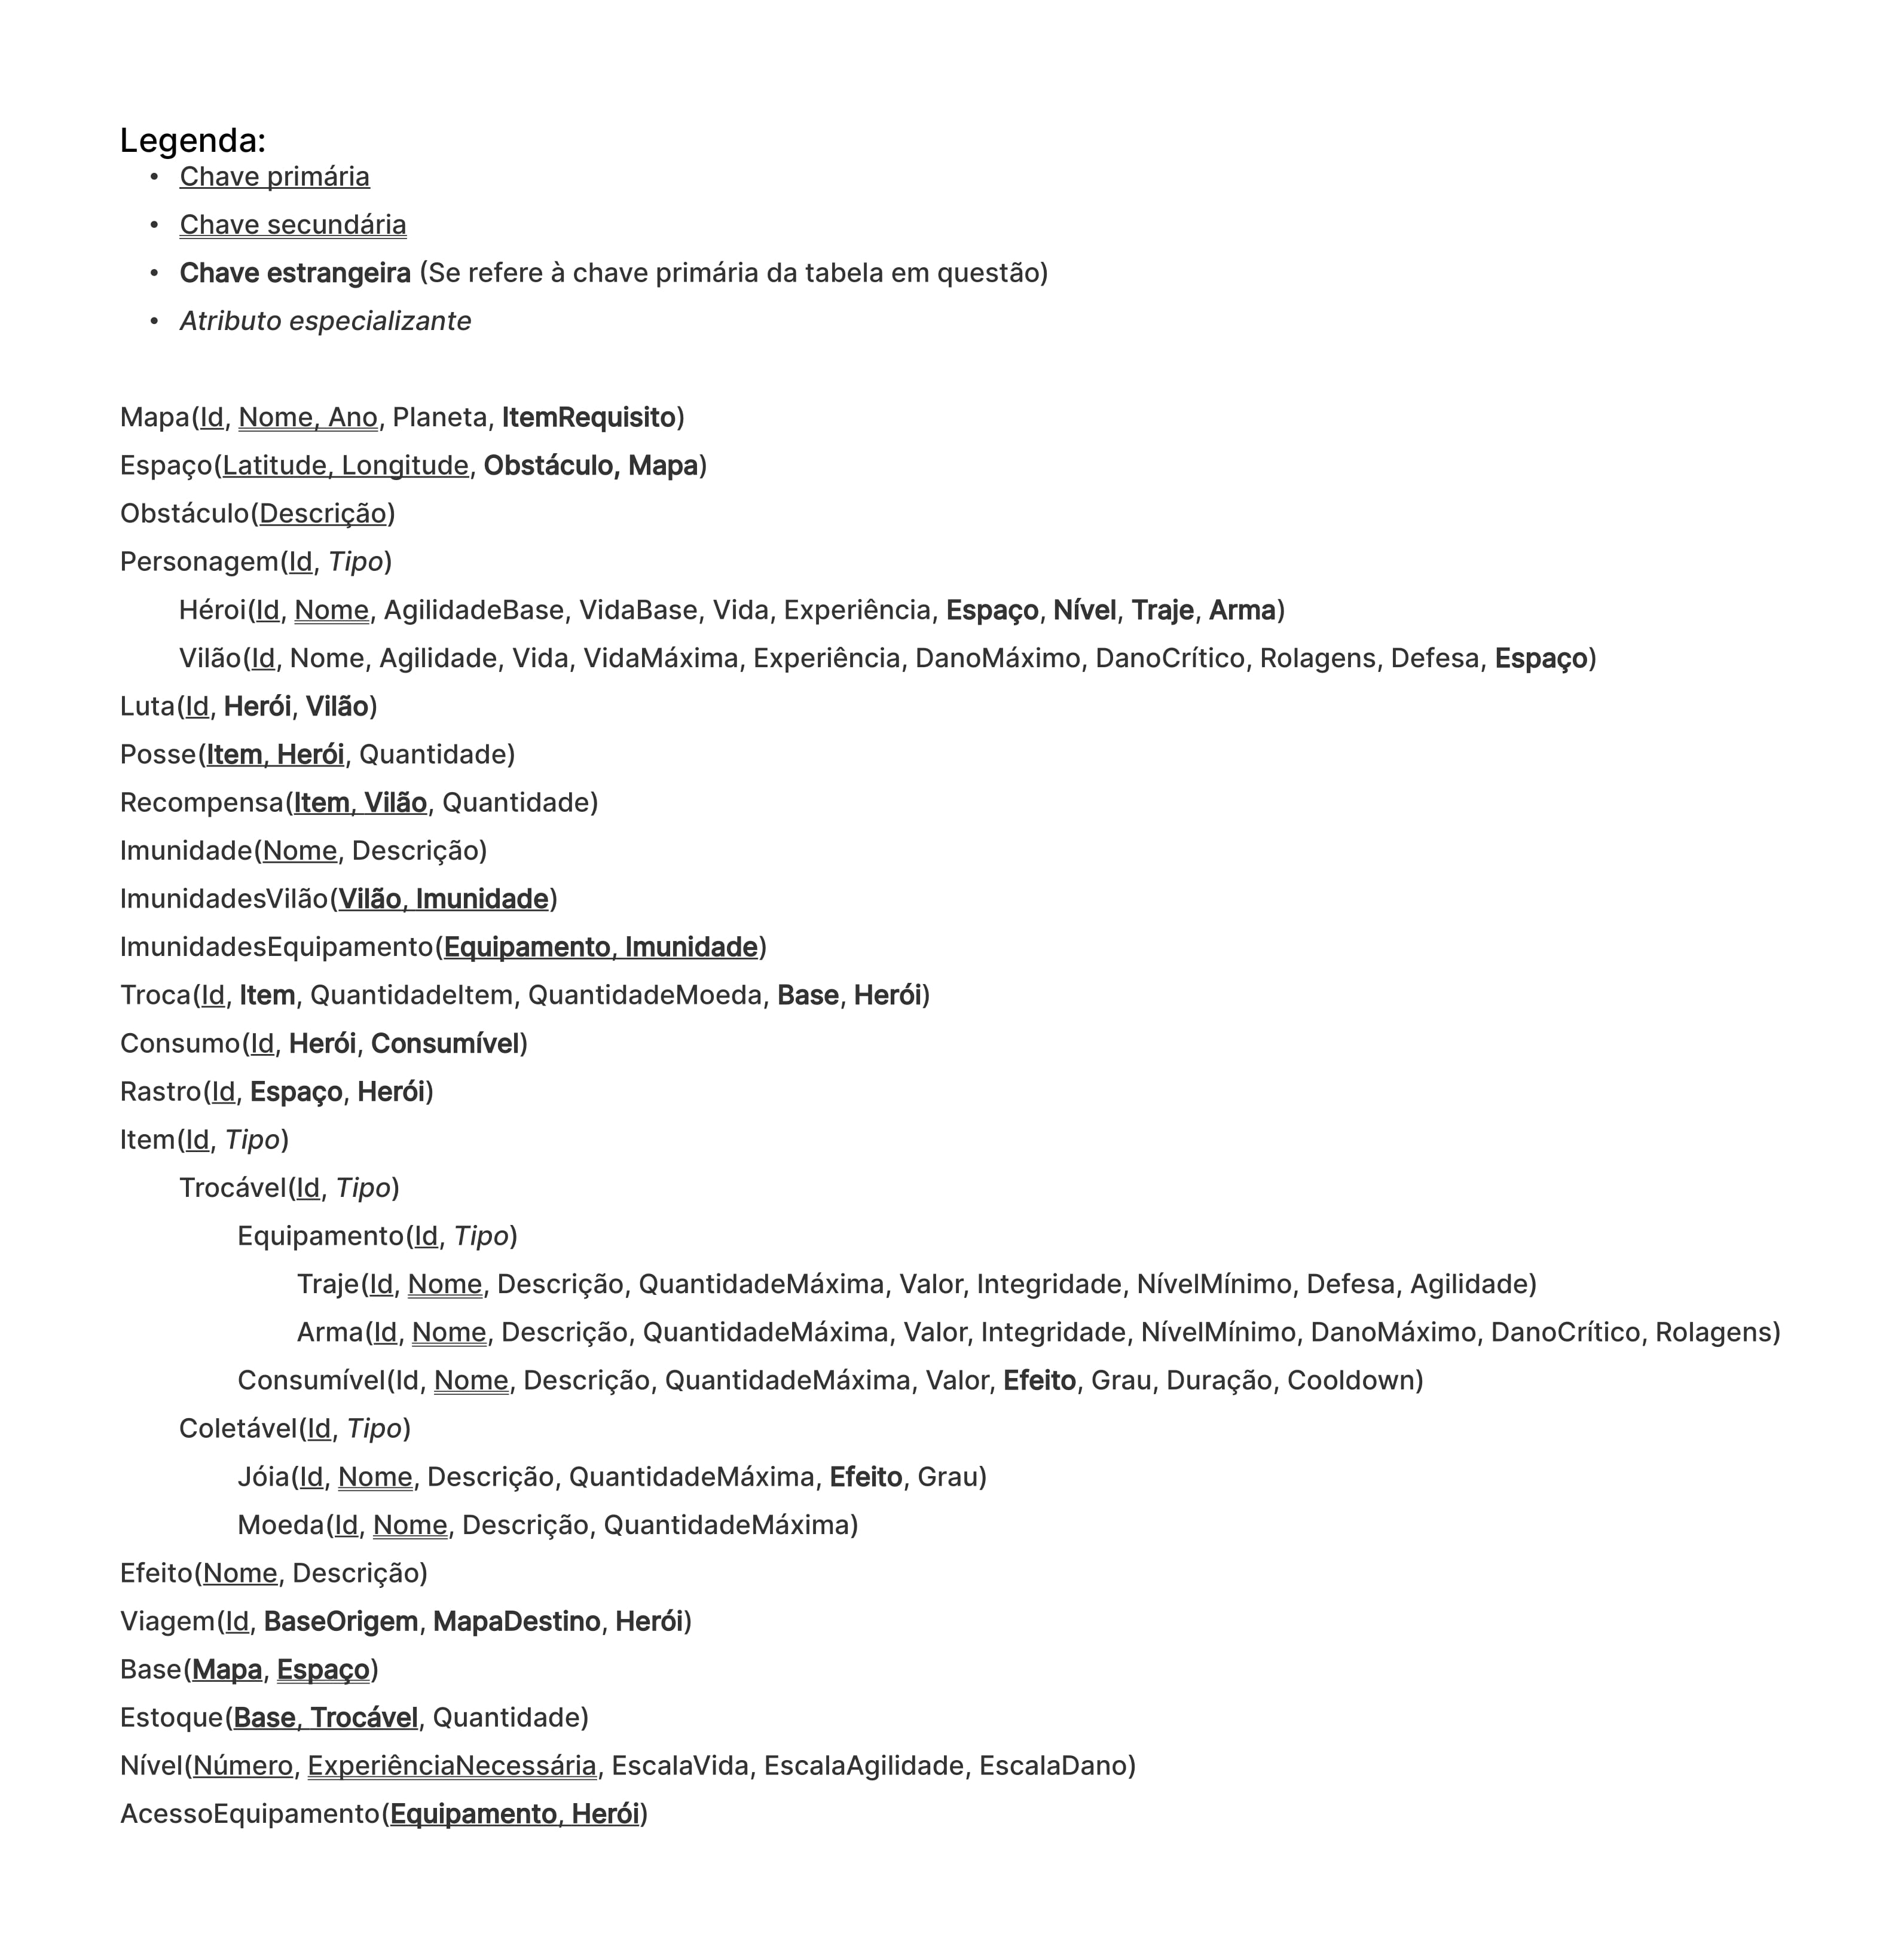 Legenda:
• Chave primária
• Chave secundária
• Chave estrangeira (Se refere à chave primária da tabela em questão)
• Atributo especializante
Mapa(Id, Nome, Ano, Planeta, ItemRequisito)
Espaço(Latitude, Longitude, Obstáculo, Mapa)
Obstáculo(Descrição)
Personagem(Id, Tipo)
Héroi(Id, Nome, AgilidadeBase, VidaBase, Vida, Experiência, Espaço, Nível, Traje, Arma)
Vilão(Id, Nome, Agilidade, Vida, VidaMáxima, Experiência, DanoMáximo, DanoCrítico, Rolagens, Defesa, Espaço)
Luta(Id, Herói, Vilão)
Posse(Item, Herói, Quantidade)
Recompensa(Item, Vilão, Quantidade)
Imunidade(Nome, Descrição)
ImunidadesVilão(Vilão, Imunidade)
ImunidadesEquipamento(Equipamento, Imunidade)
Troca(Id, Item, QuantidadeItem, QuantidadeMoeda, Base, Herói)
Consumo(Id, Herói, Consumível)
Rastro(Id, Espaço, Herói)
Item(Id, Tipo)
Trocável(Id, Tipo)
Equipamento(Id, Tipo)
Traje(Id, Nome, Descrição, QuantidadeMáxima, Valor, Integridade, NívelMínimo, Defesa, Agilidade)
Arma(Id, Nome, Descrição, QuantidadeMáxima, Valor, Integridade, NívelMínimo, DanoMáximo, DanoCrítico, Rolagens)
Consumível(Id, Nome, Descrição, QuantidadeMáxima, Valor, Efeito, Grau, Duração, Cooldown)
Coletável(Id, Tipo)
Jóia(Id, Nome, Descrição, QuantidadeMáxima, Efeito, Grau)
Moeda(Id, Nome, Descrição, QuantidadeMáxima)
Efeito(Nome, Descrição)
Viagem(Id, BaseOrigem, MapaDestino, Herói)
Base(Mapa, Espaço)
Estoque(Base, Trocável, Quantidade)
Nível(Número, ExperiênciaNecessária, EscalaVida, EscalaAgilidade, EscalaDano)
AcessoEquipamento(Equipamento, Herói)